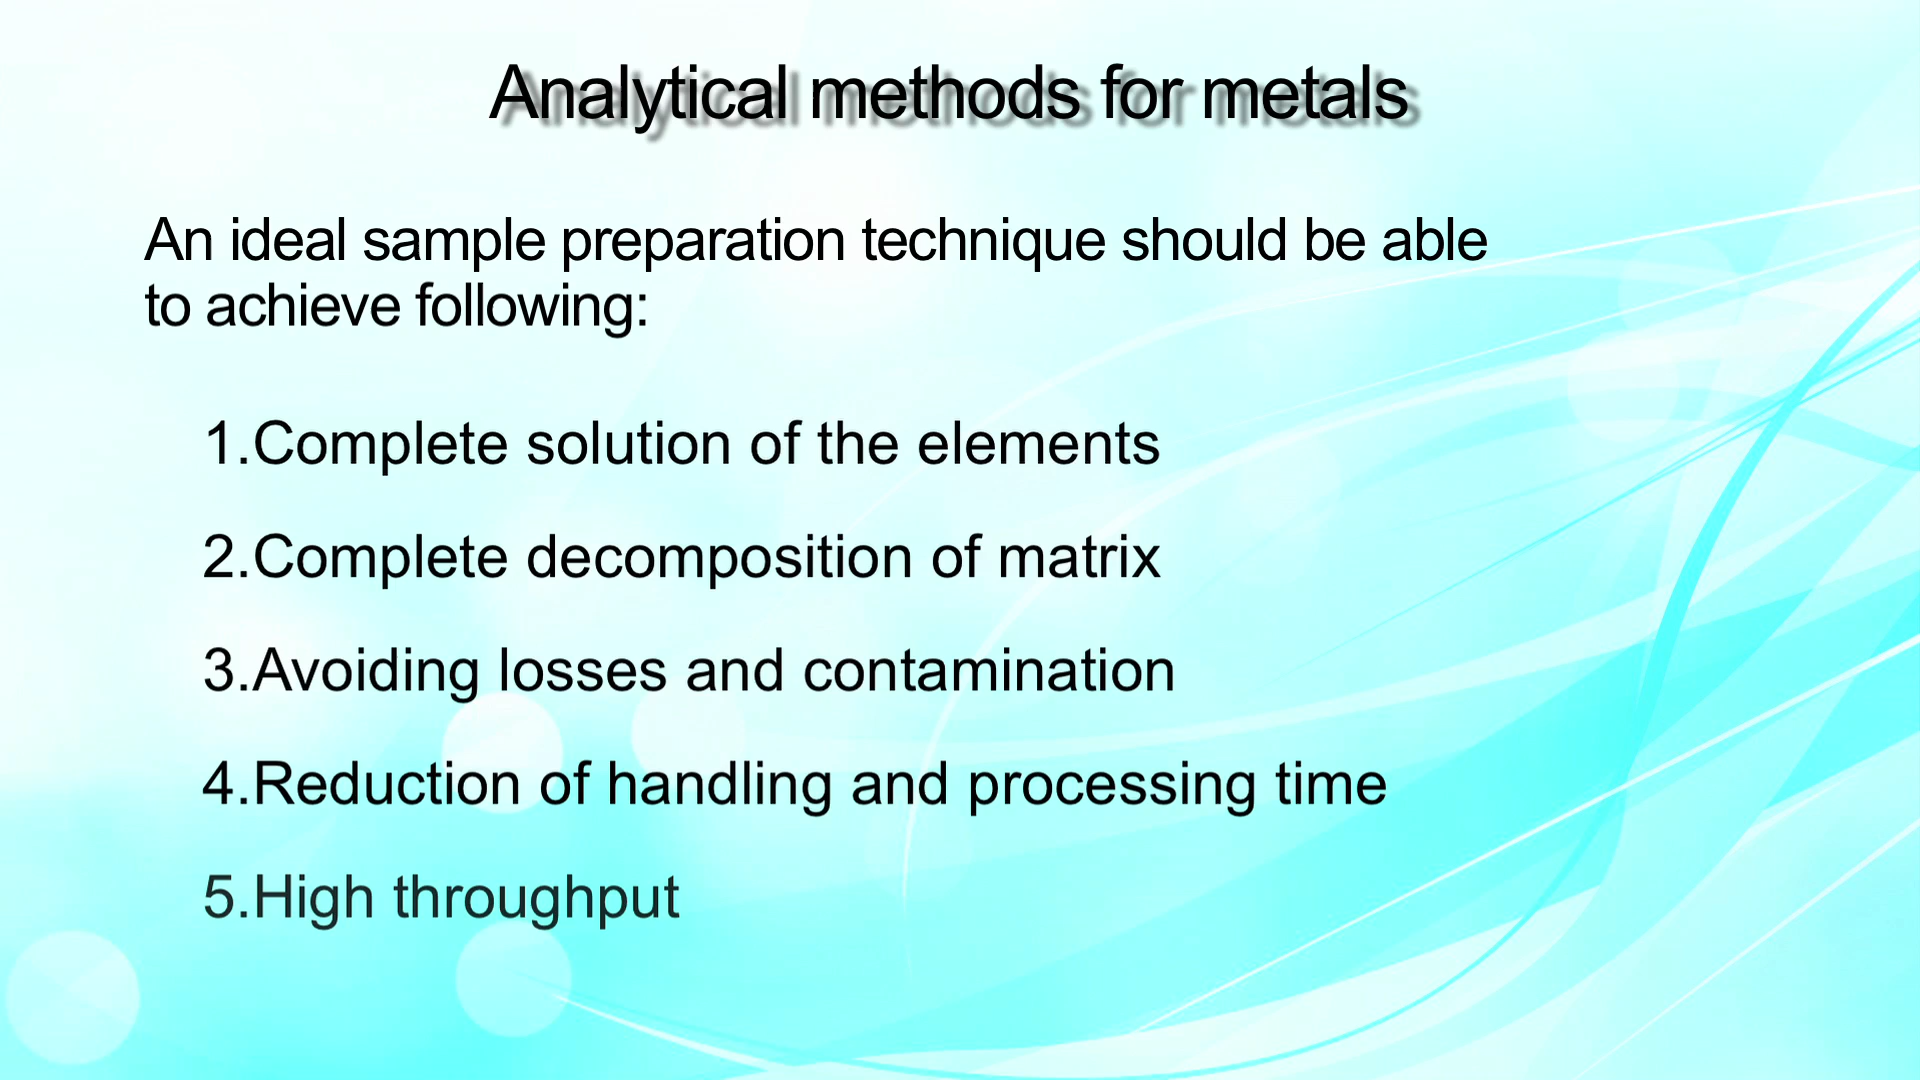 Analytical methods for metals
An ideal sample preparation technique should be able
to achieve following:
1.Complete solution of the elements
2.Complete decomposition of matrix
3.Avoiding losses and contamination
4.Reduction of handling and processing time
5.High throughput